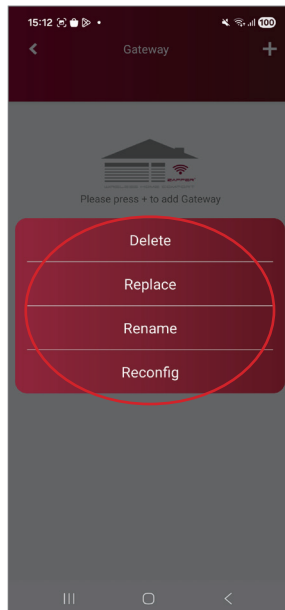 15:12
100
Gateway
Please press + to add Gateway
Delete
Replace
Rename
Reconfig